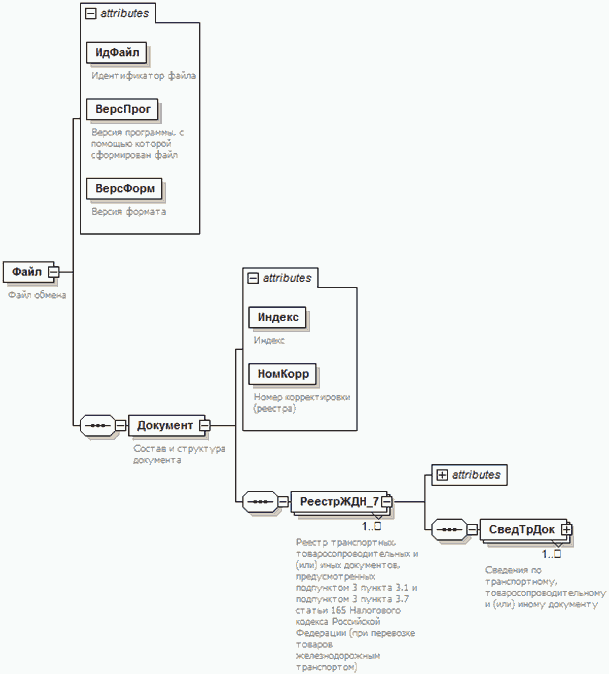 attributes
ИдФайл
Идентификатор файла
ВерсПрог
Версия программы, с
помощью которой
сформирован файл
ВерсФорм
Версия формата
Файл
Файл обмена
attributes
Индекс
Индекс
НомКорр
Номер корректировки
(реестра)
Документ
Состав и структура
документа
РеестрЖДН_7
1..
Реестр транспортных,
товаросопроводительных и
(или) иных документов,
предусмотренных
подпунктом 3 пункта 3.1 и
подпунктом 3 пункта 3.7
статьи 165 Налогового
кодекса Российской
Федерации (при перевозке
товаров
железнодорожным
транспортом)
attributes
СведТрДок
1..
Сведения по
транспортному,
товаросопроводительному
и (или) иному документу